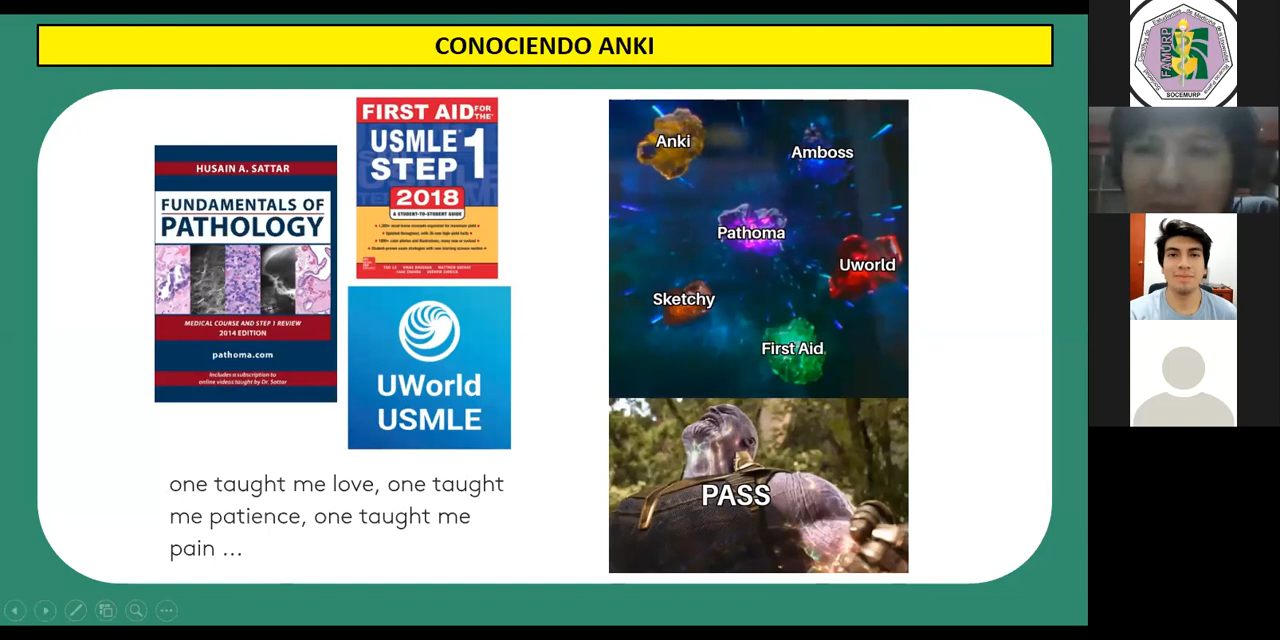 CONOCIENDO ANKI
HUSAIN A. SATTAR
FUNDAMENTALS OF
PATHOLOGY
MEDICAL COURSE AND STEP 1 REVIEW
2014 EDITION
pathoma.com
Includes a subscription to
online videos taught by Dr. Sattar
FIRST AID FOR
THE
USMLE
STEP 1
2018
A STUDENT-TO-STUDENT GUIDE
UWorld
USMLE
one taught me love, one taught
me patience, one taught me
pain ...
Anki
Amboss
Pathoma
Uworld
Sketchy
First Aid
PASS
FAMURP
SOCEMURP